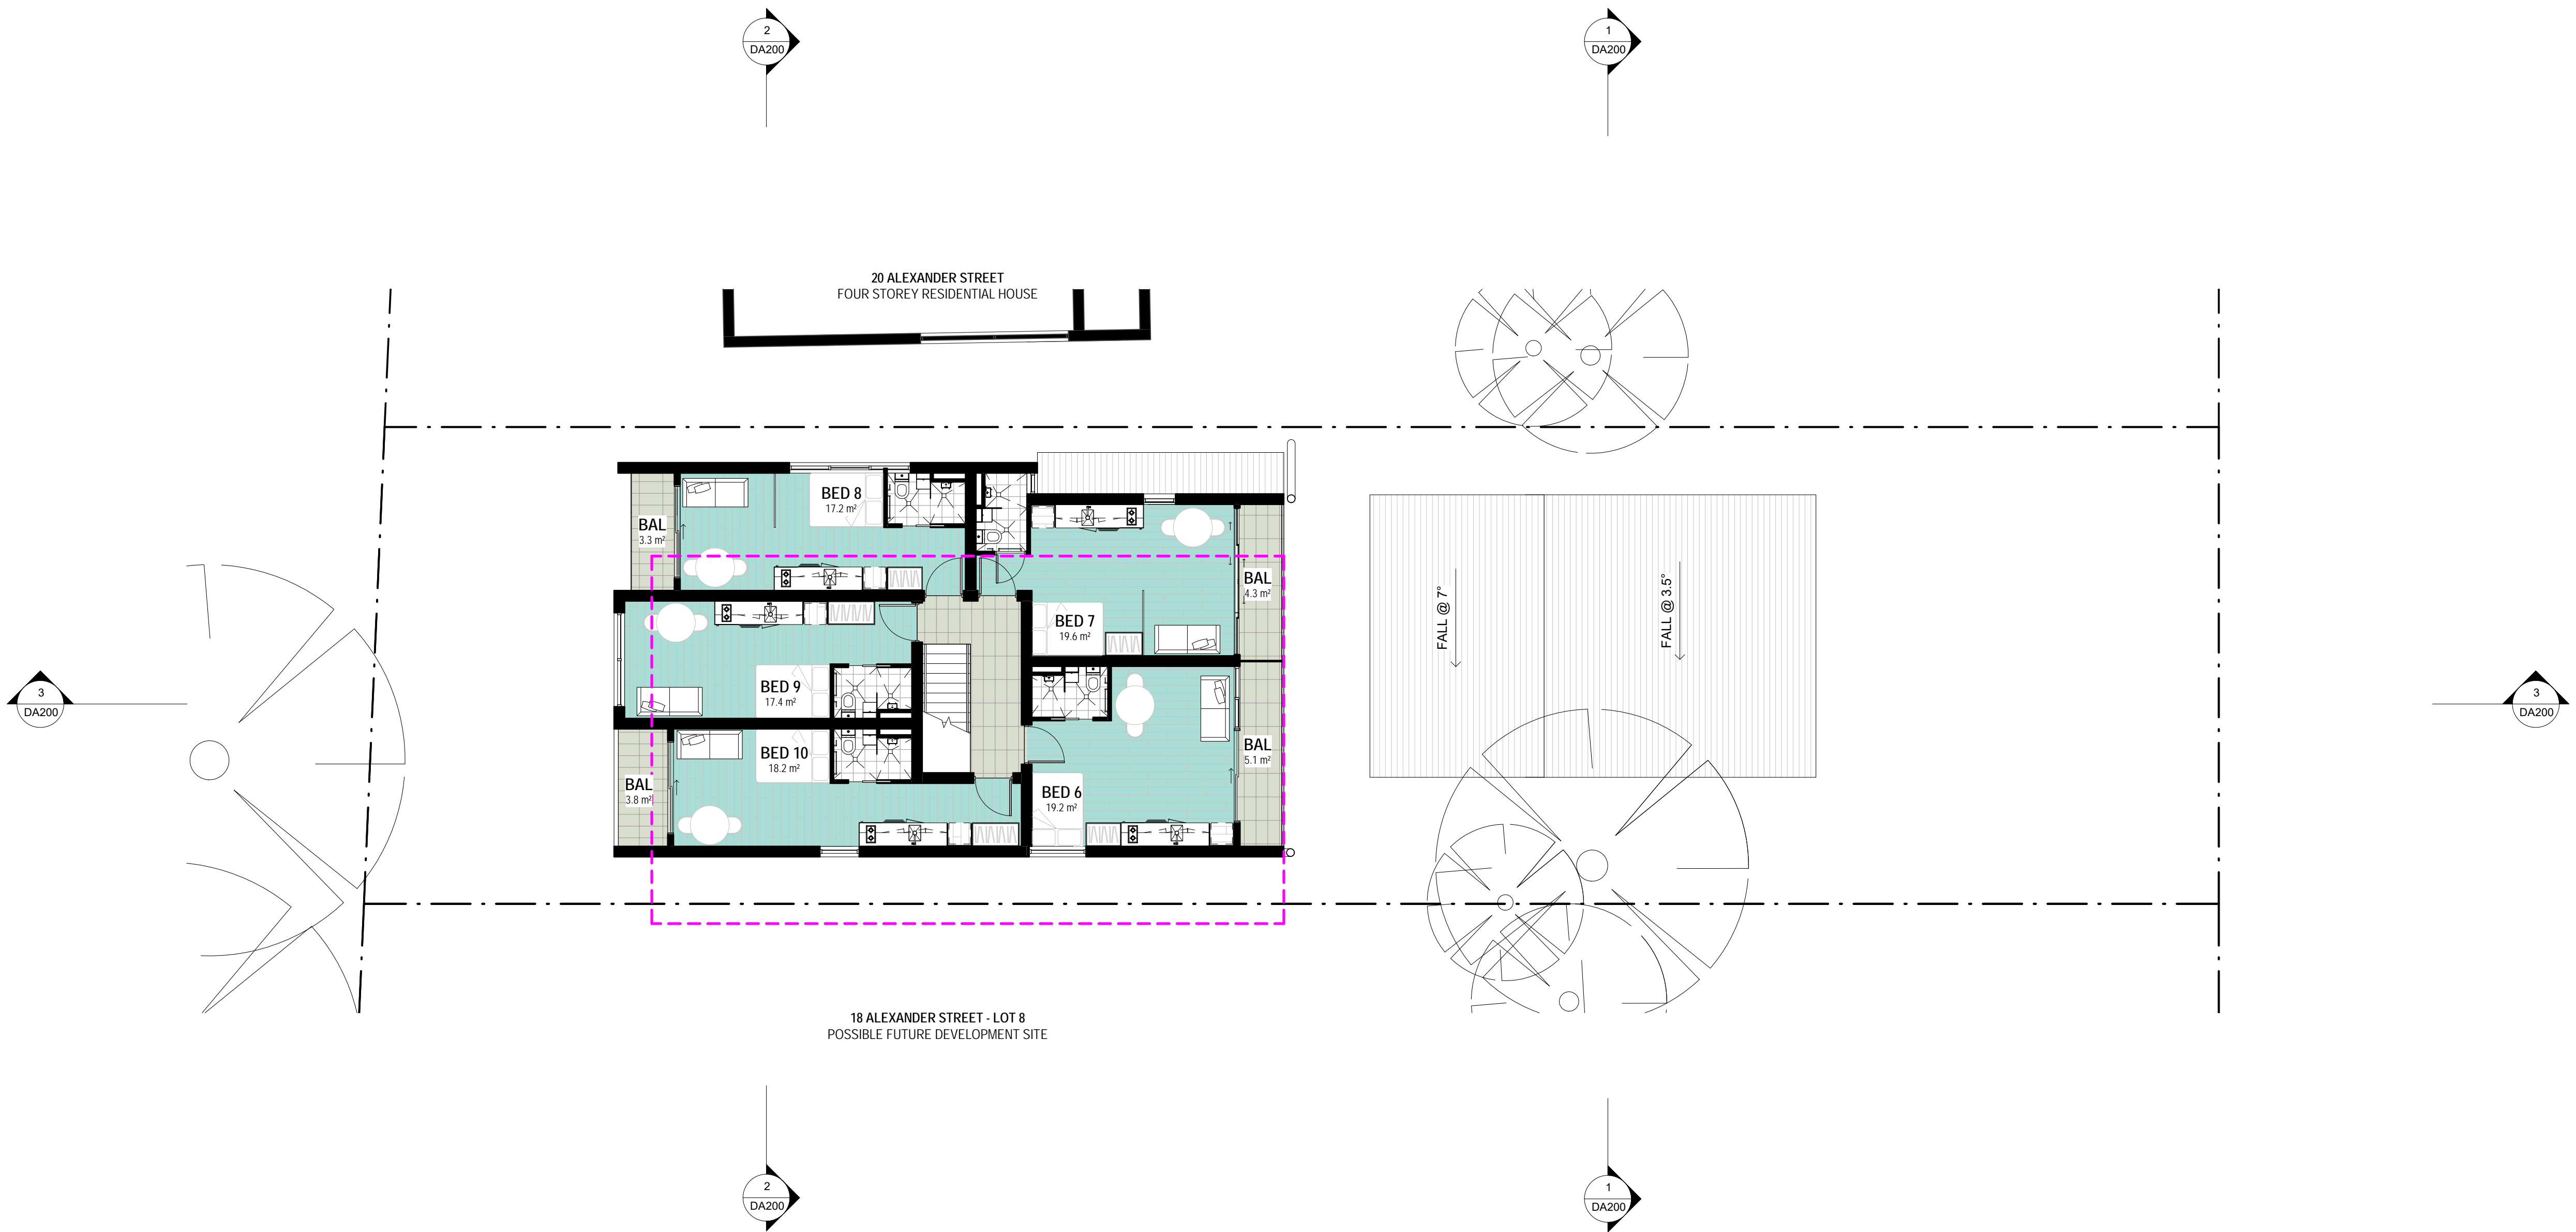 2
DA200
1
DA200
20 ALEXANDER STREET
FOUR STOREY RESIDENTIAL HOUSE
BED 8
17.2 m²
BAL
3.3 m²
BED 7
19.6 m²
BAL
4.3 m²
FALL @ 7°
FALL @ 3.5°
3
DA200
BED 9
17.4 m²
3
DA200
BED 10
18.2 m²
BAL
3.8 m²
BED 6
19.2 m²
BAL
5.1 m²
18 ALEXANDER STREET - LOT 8
POSSIBLE FUTURE DEVELOPMENT SITE
2
DA200
1
DA200